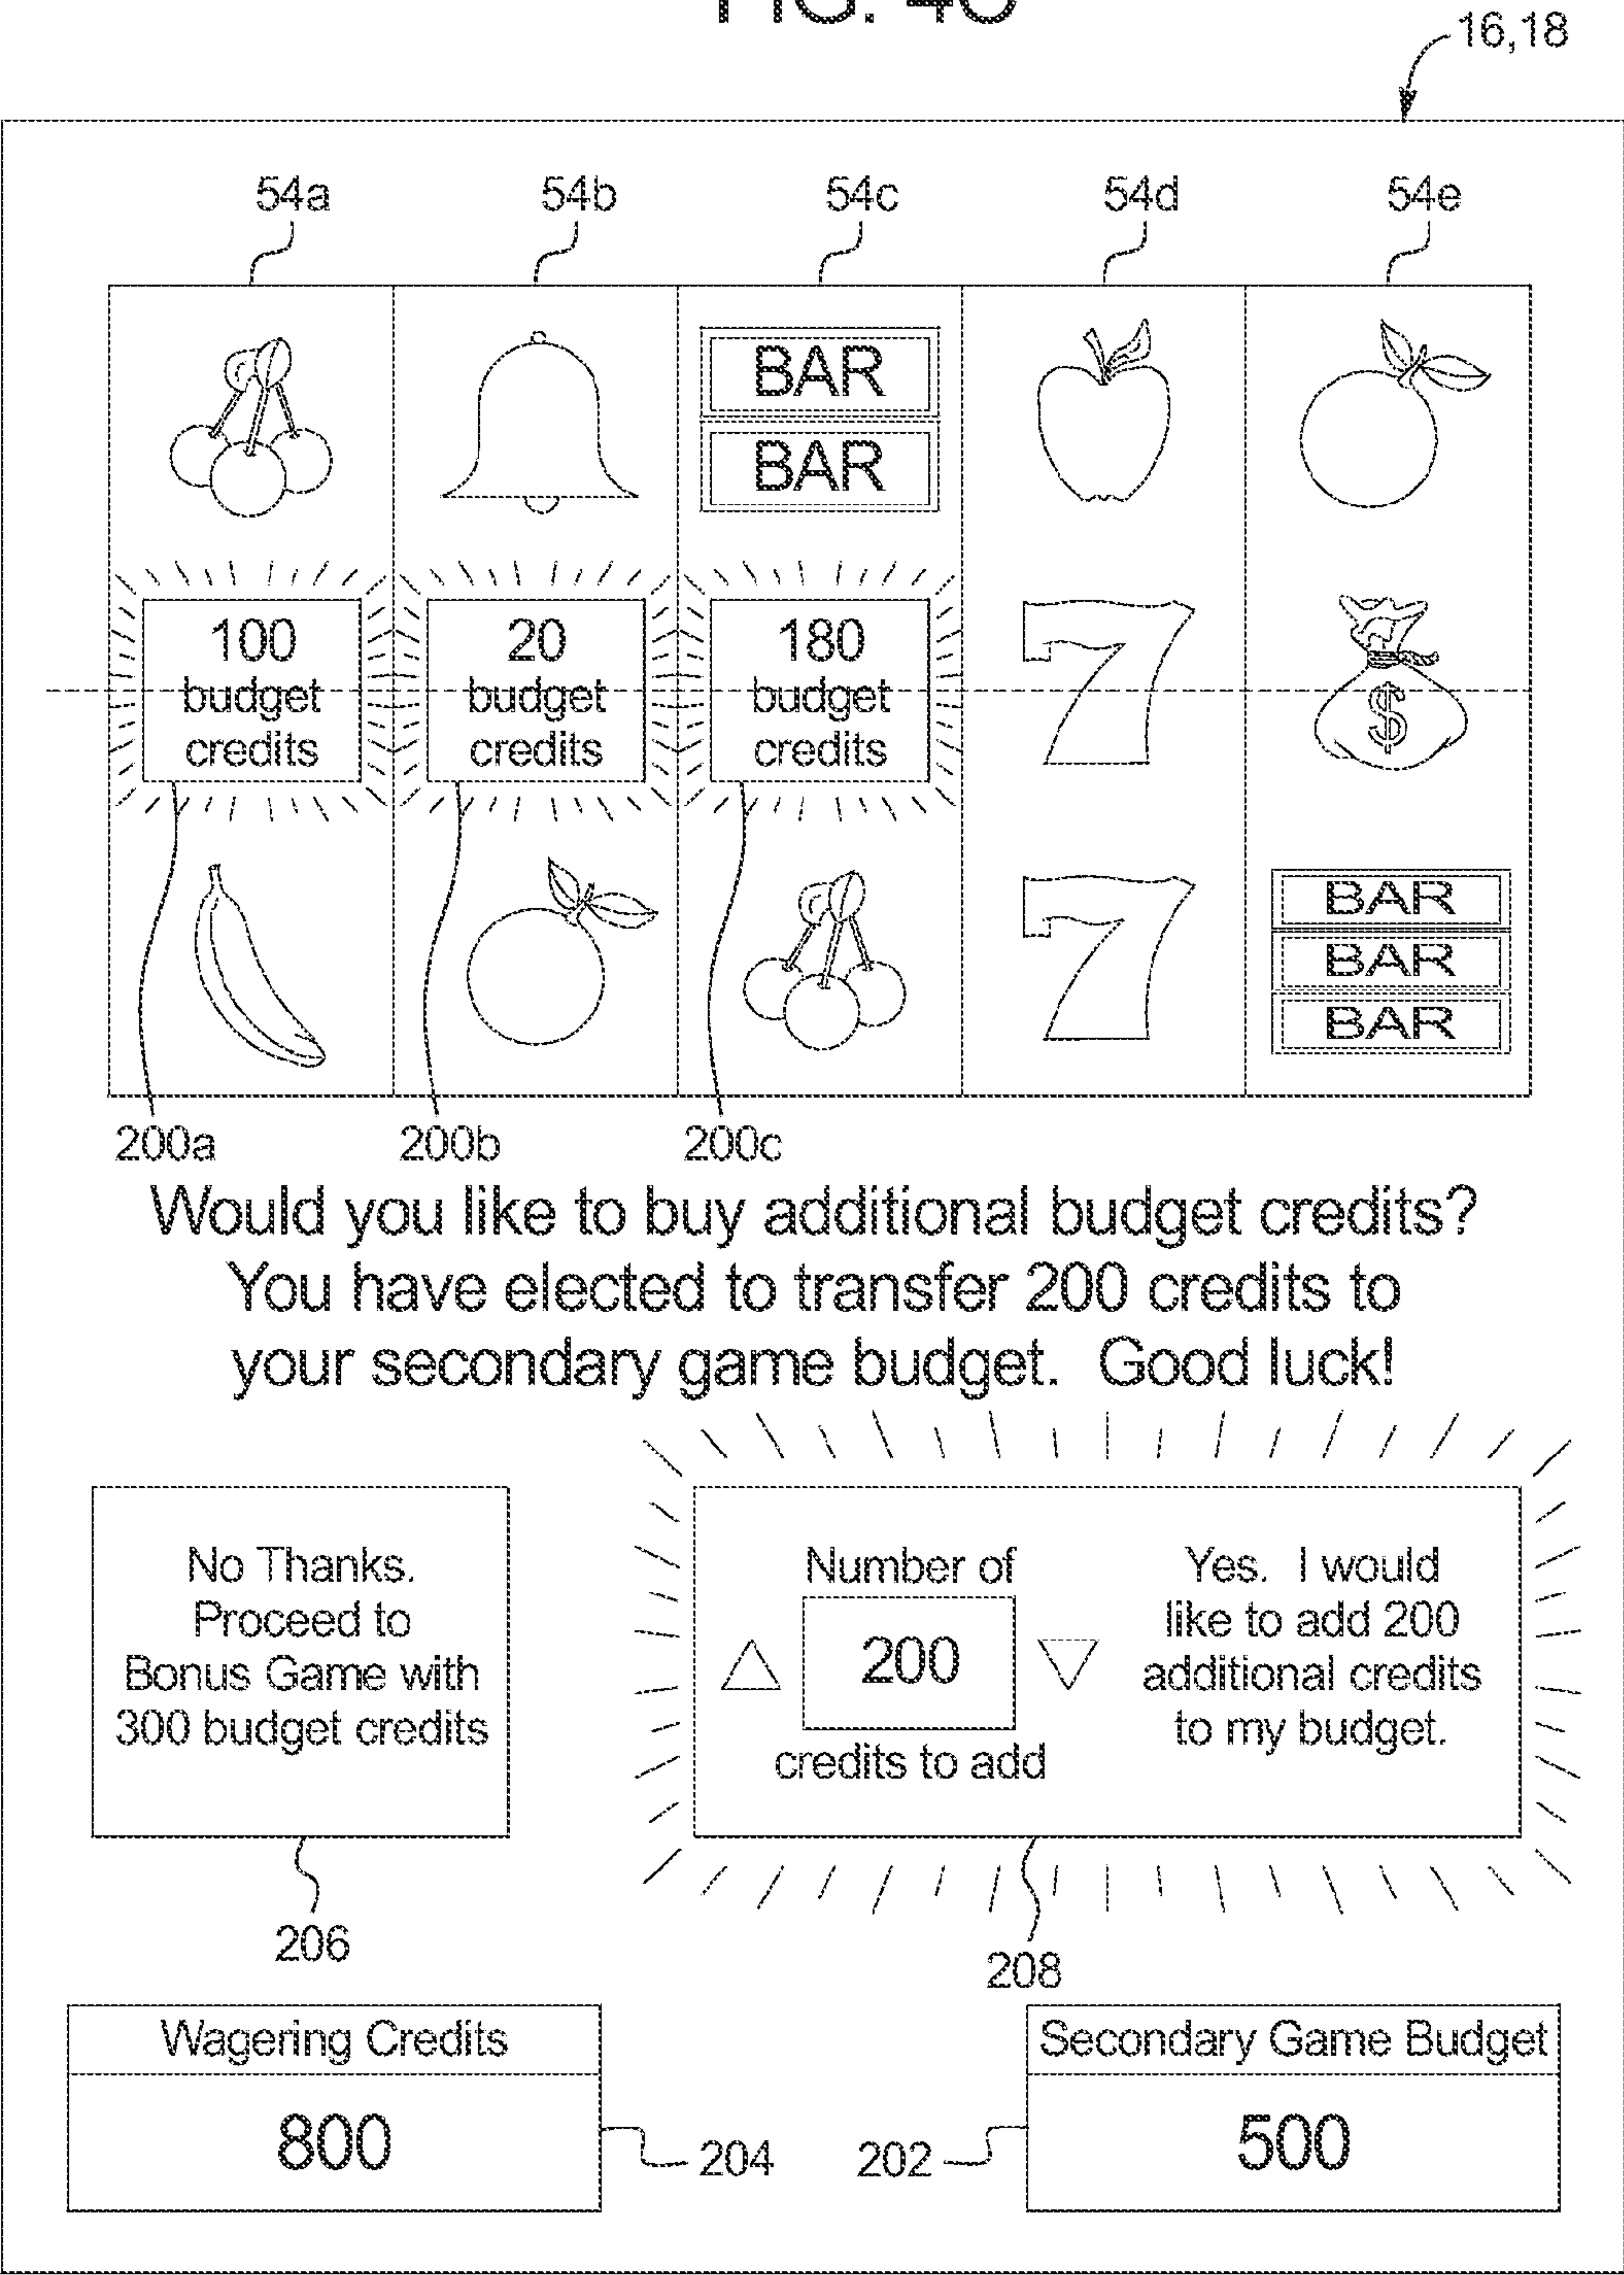 16,18
54a 54b 54c 54d 54e
BAR
BAR
100
budget
credits
20
budget
credits
180
budget
credits
7
$
7
BAR
BAR
BAR
200a 200b 200c
Would you like to buy additional budget credits?
You have elected to transfer 200 credits to
your secondary game budget. Good luck!
No Thanks.
Proceed to
Bonus Game with
300 budget credits
Number of
200
credits to add
Yes. I would
like to add 200
additional credits
to my budget.
206
208
Wagering Credits
800
204
202
Secondary Game Budget
500